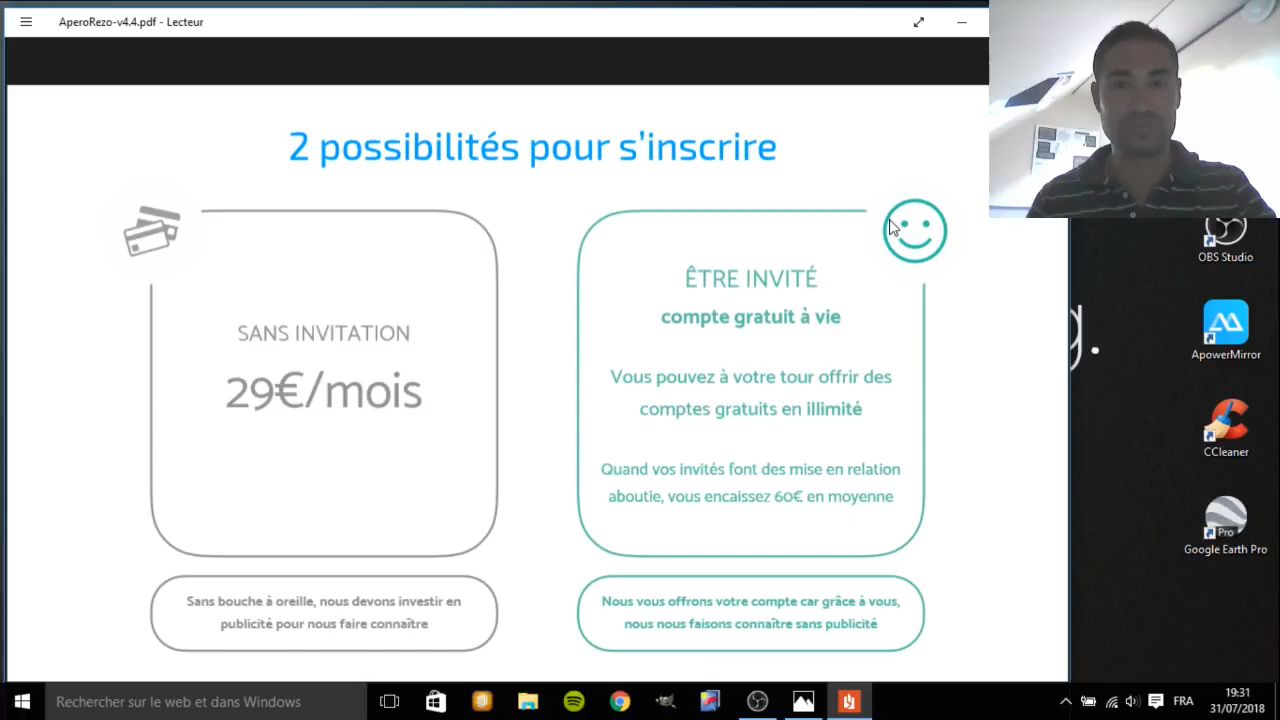 AperoRezo-v4.4.pdf - Lecteur
2 possibilités pour s'inscrire
SANS INVITATION
29€/mois
Sans bouche à oreille, nous devons investir en
publicité pour nous faire connaître
ÊTRE INVITÉ
compte gratuit à vie
Vous pouvez à votre tour offrir des
comptes gratuits en illimité
Quand vos invités font des mise en relation
aboutie, vous encaissez 60€ en moyenne
Nous vous offrons votre compte car grâce à vous,
nous nous faisons connaître sans publicité
g.
OBS Studio
ApowerMirror
CCleaner
Pro
Google Earth Pro
Rechercher sur le web et dans Windows
FRA
19:31
31/07/2018